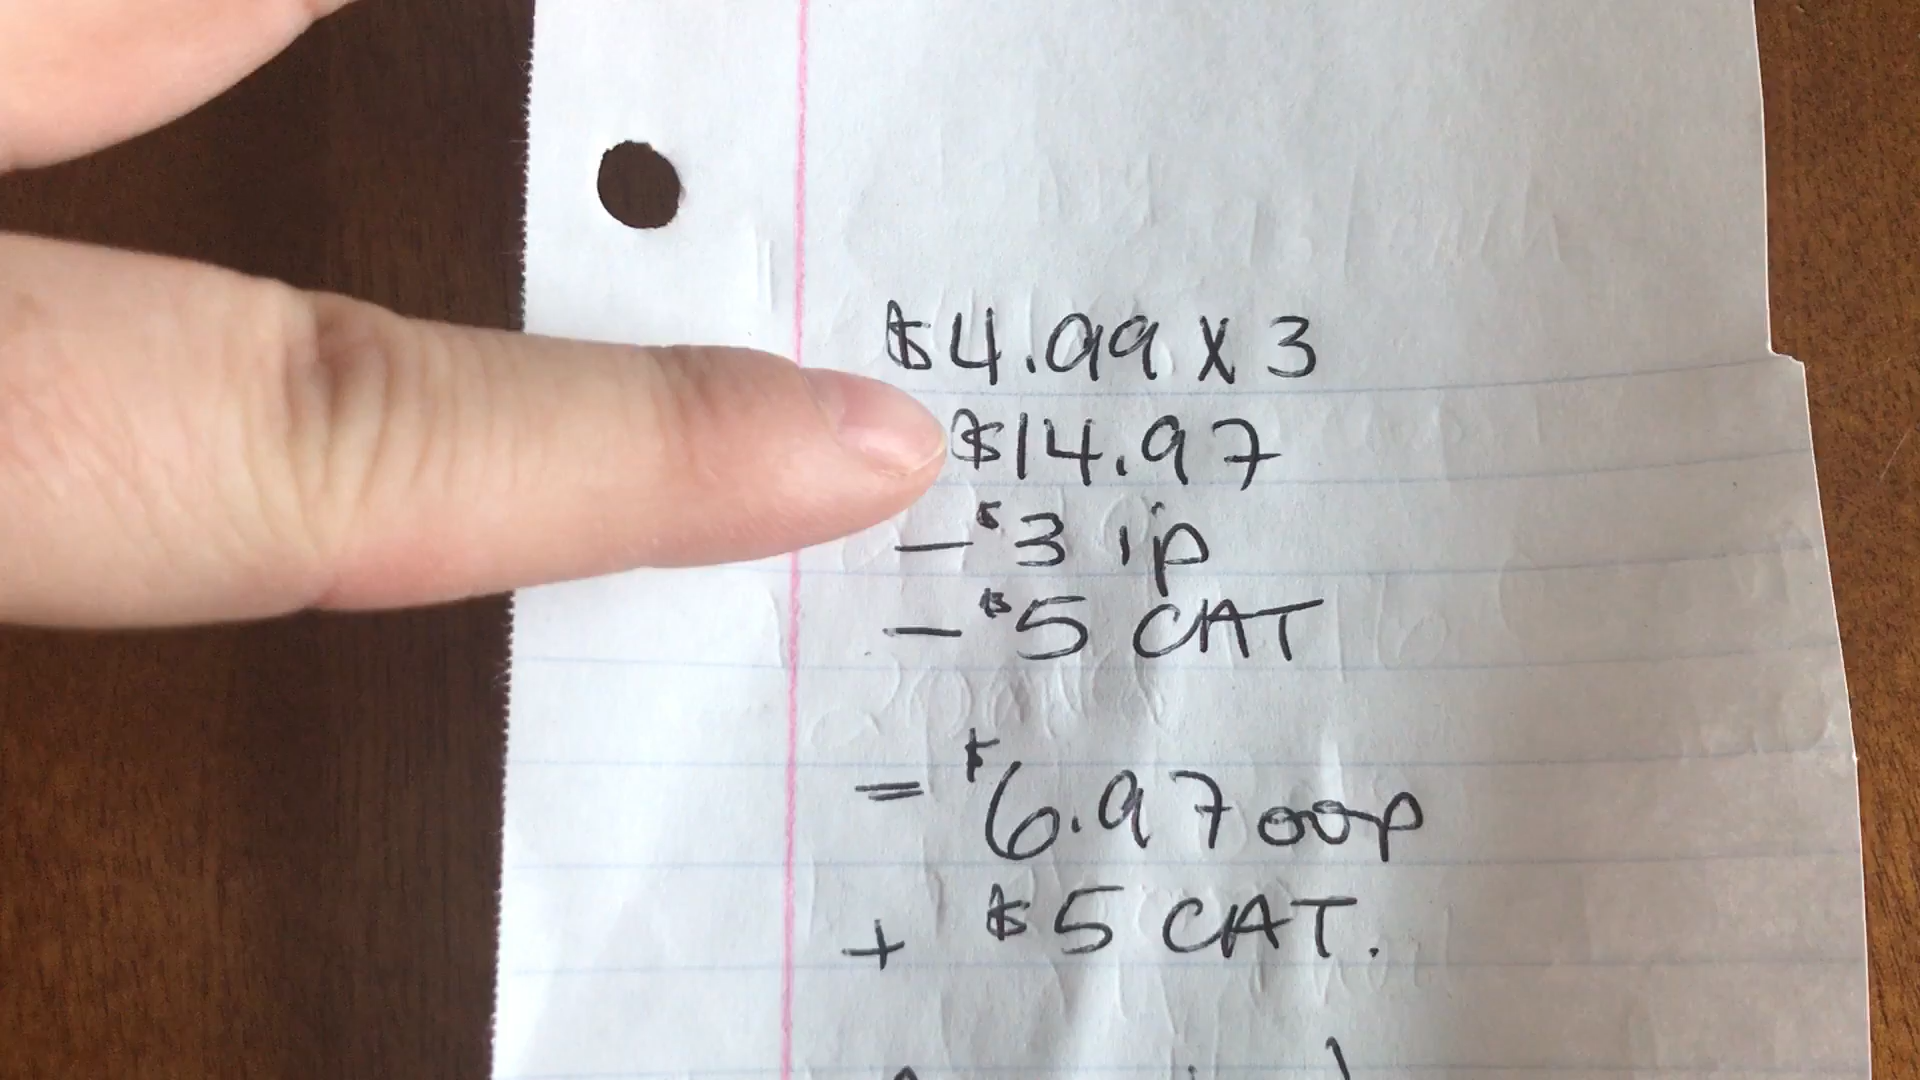 $4.99 x 3
$14.97
- $3 ip
- $5 CAT
= $6.97 oop
+ $5 CAT.